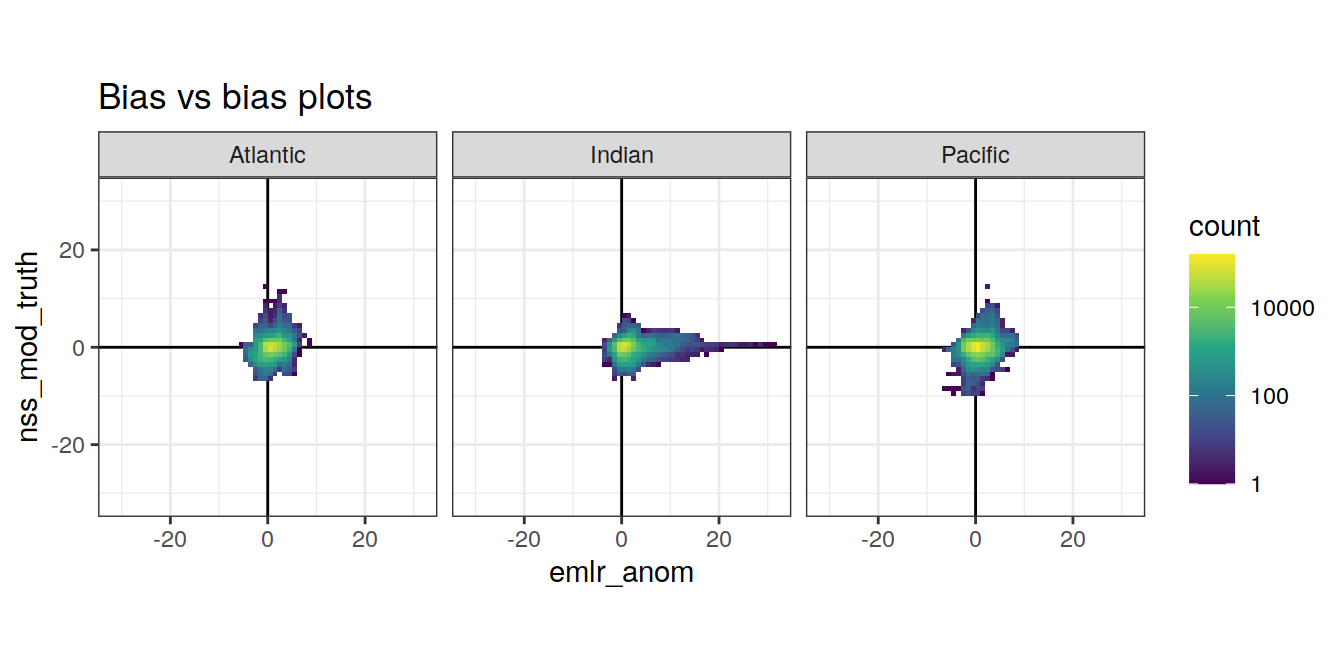 Bias vs bias plots
Atlantic
Indian
Pacific
nss_mod_truth
20
0
-20
-20 0 20
-20 0 20
-20 0 20
emlr_anom
count
10000
100
1